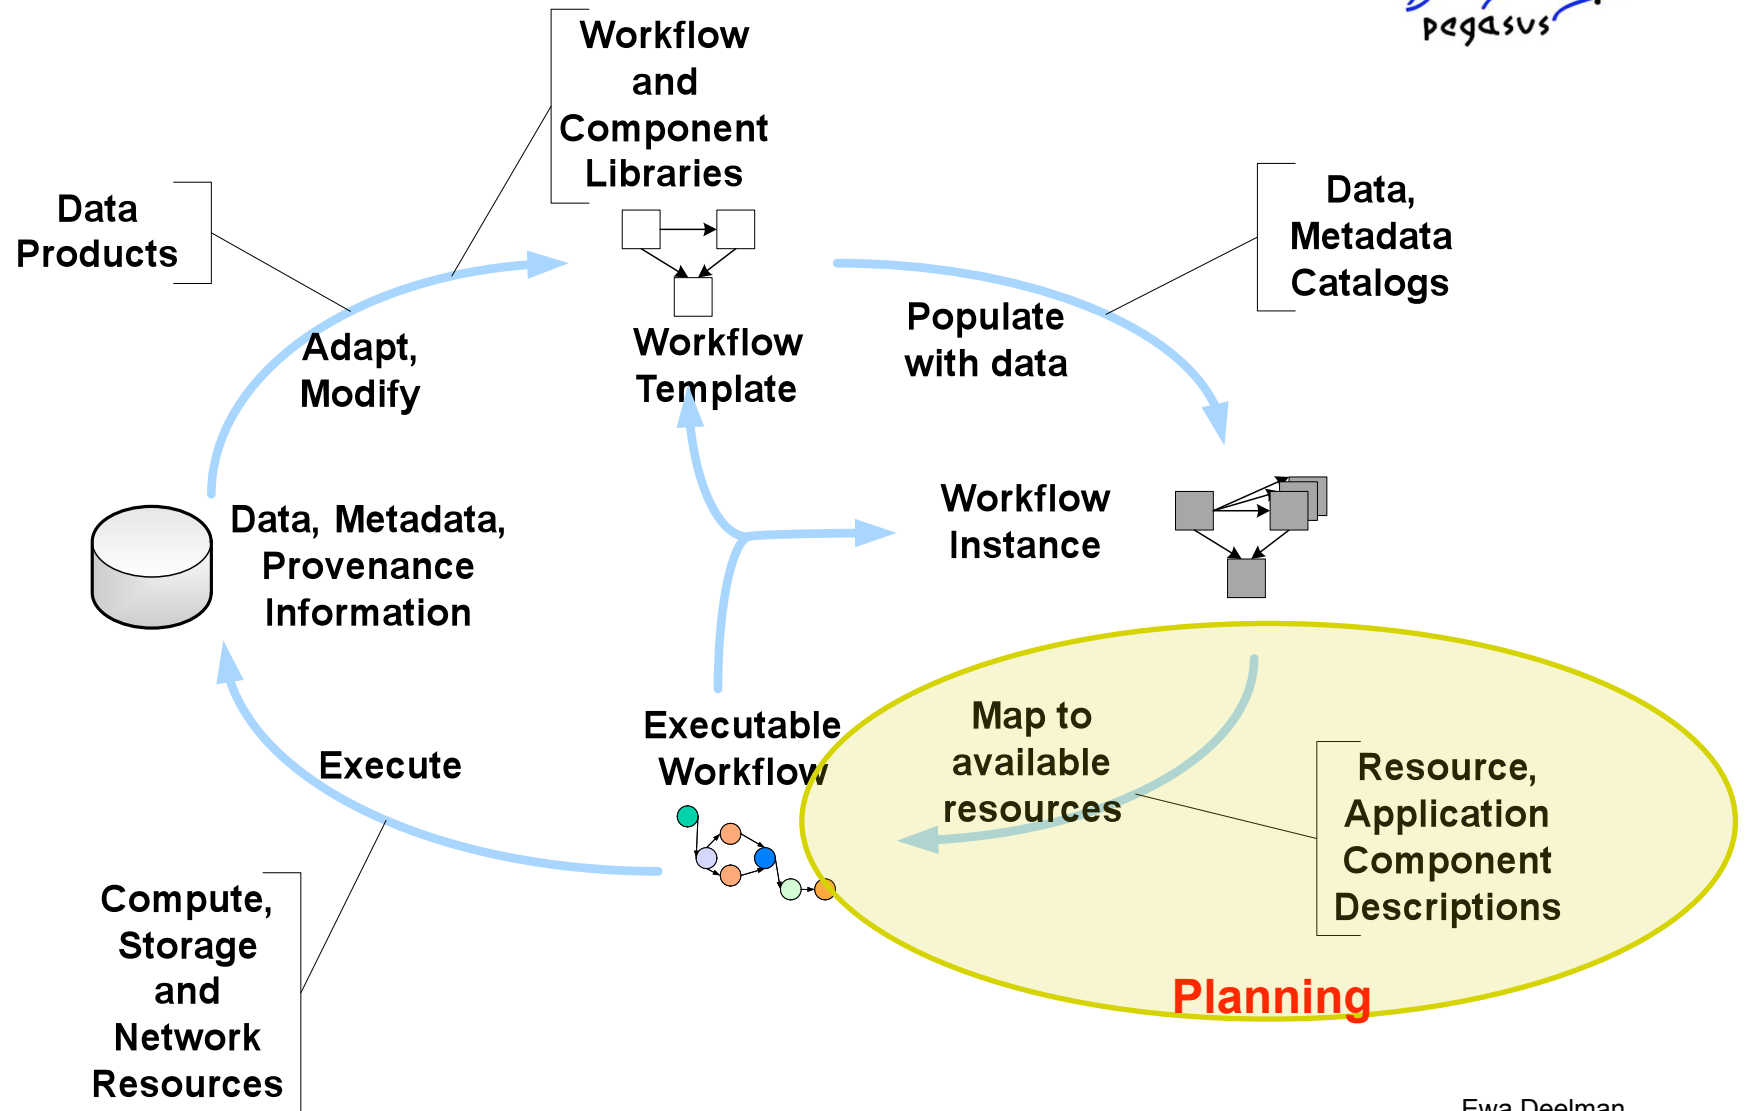 pegasus
Workflow
and
Component
Libraries
Data
Products
Data,
Metadata
Catalogs
Adapt,
Modify
Workflow
Template
Populate
with data
Data, Metadata,
Provenance
Information
Workflow
Instance
Executable
Workflow
Map to
available
resources
Execute
Resource,
Application
Component
Descriptions
Compute,
Storage
and
Network
Resources
Planning
Ewa Deelman